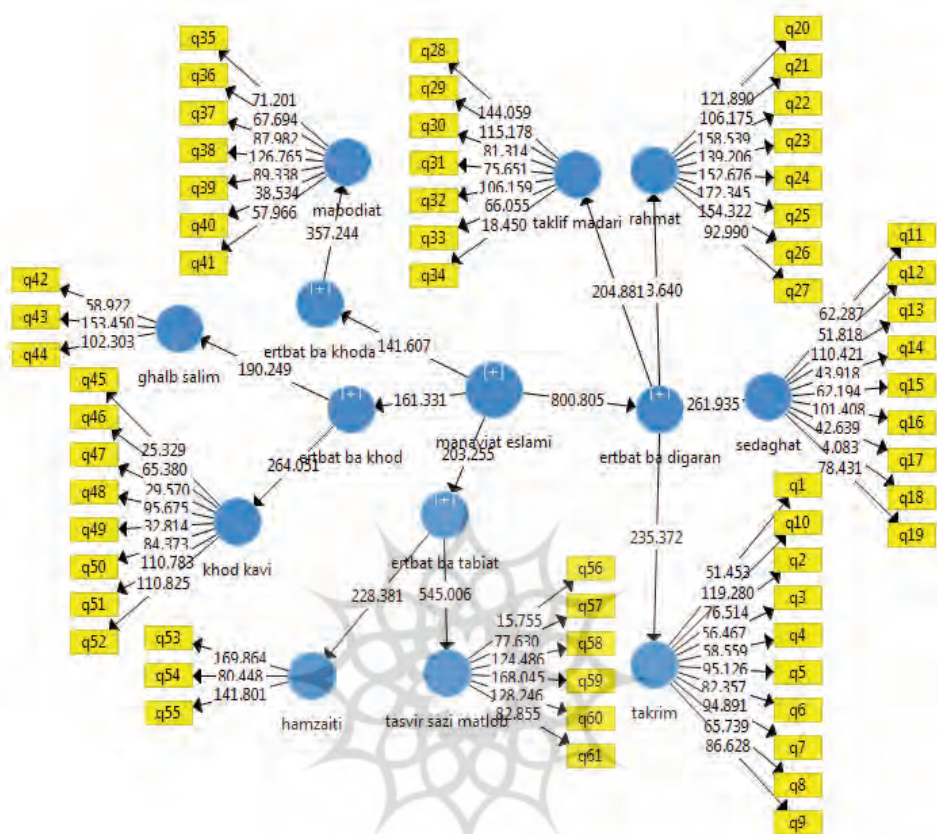 q35
q36
q37
q38
q39
q40
q41
71.201
67.694
87.982
126.765
89.338
38.534
57.966
mabodiat
357.244
q28
q29
q30
q31
q32
q33
q34
144.059
115.178
81.314
75.651
106.159
66.055
18.450
taklif madari
q20
q21
q22
q23
q24
q25
q26
q27
121.890
106.175
158.539
139.206
152.676
172.345
154.322
92.990
rahmat
204.881
3.640
q11
q12
q13
q14
q15
q16
q17
q18
q19
62.287
51.818
110.421
43.918
62.194
101.408
42.639
4.083
78.431
sedaghat
261.935
q42
q43
q44
58.922
153.450
102.303
ghalb salim
190.249
[+]
ertbat ba khoda
141.607
[+]
manaviat eslami
161.331
800.805
203.255
[+]
ertbat ba khod
264.051
[+]
ertbat ba digaran
235.372
q45
q46
q47
q48
q49
q50
q51
q52
25.329
65.380
29.570
95.675
32.814
84.373
110.783
110.825
khod kavi
[+]
ertbat ba tabiat
228.381
545.006
q53
q54
q55
169.864
80.448
141.801
hamzaiti
q56
q57
q58
q59
q60
q61
15.755
77.630
124.486
168.045
128.246
82.855
tasvir sazi matlob
q1
q10
q2
q3
q4
q5
q6
q7
q8
q9
51.453
119.280
76.514
56.467
58.559
95.126
82.357
94.891
65.739
86.628
takrim